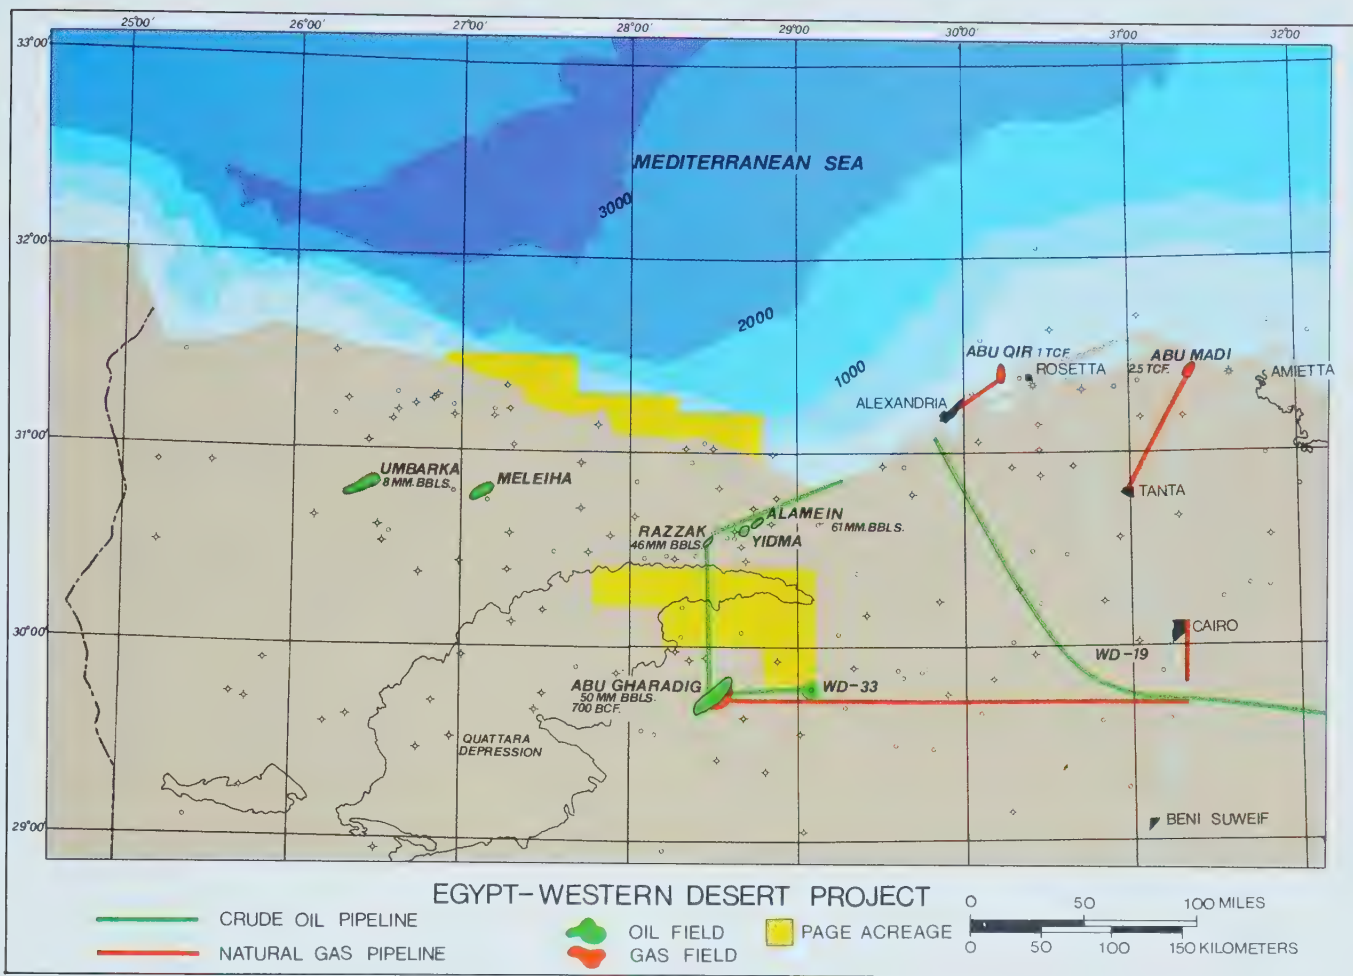 25°00' 26°00' 27°00' 28°00' 29°00' 30°00' 31°00' 32°00'
33°00'
MEDITERRANEAN SEA
3000
32°00'
2000
1000
ABU QIR 1 TCF
ROSETTA
ABU MADI
2.5 TCF.
AMIETTA
ALEXANDRIA
31°00'
UMBARKA
8 MM. BBLS.
MELEIHA
TANTA
ALAMEIN
61 MM. BBLS.
RAZZAK
46 MM BBLS.
YIDMA
30°00'
CAIRO
WD-19
ABU GHARADIG
50 MM BBLS.
700 BCF.
WD-33
QUATTARA
DEPRESSION
29°00'
BENI SUWEIF
EGYPT-WESTERN DESERT PROJECT
CRUDE OIL PIPELINE
NATURAL GAS PIPELINE
OIL FIELD
GAS FIELD
PAGE ACREAGE
0 50 100 MILES
0 50 100 150 KILOMETERS